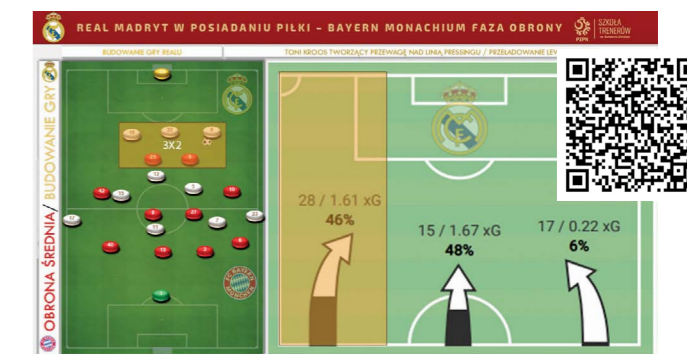 REAL MADRYT W POSIADANIU PIŁKI - BAYERN MONACHIUM FAZA OBRONY
PZPN
SZKOŁA
TRENERÓW
BUDOWANIE GRY REALU
TONI KROOS TWORZĄCY PRZEWAGĘ NAD LINIĄ PRESSINGU / PRZEŁADOWANIE LEW
OBRONA ŚREDNIA/ BUDOWANIE GRY
3X2
28 / 1.61 xG
46%
15 / 1.67 xG
48%
17 / 0.22 xG
6%